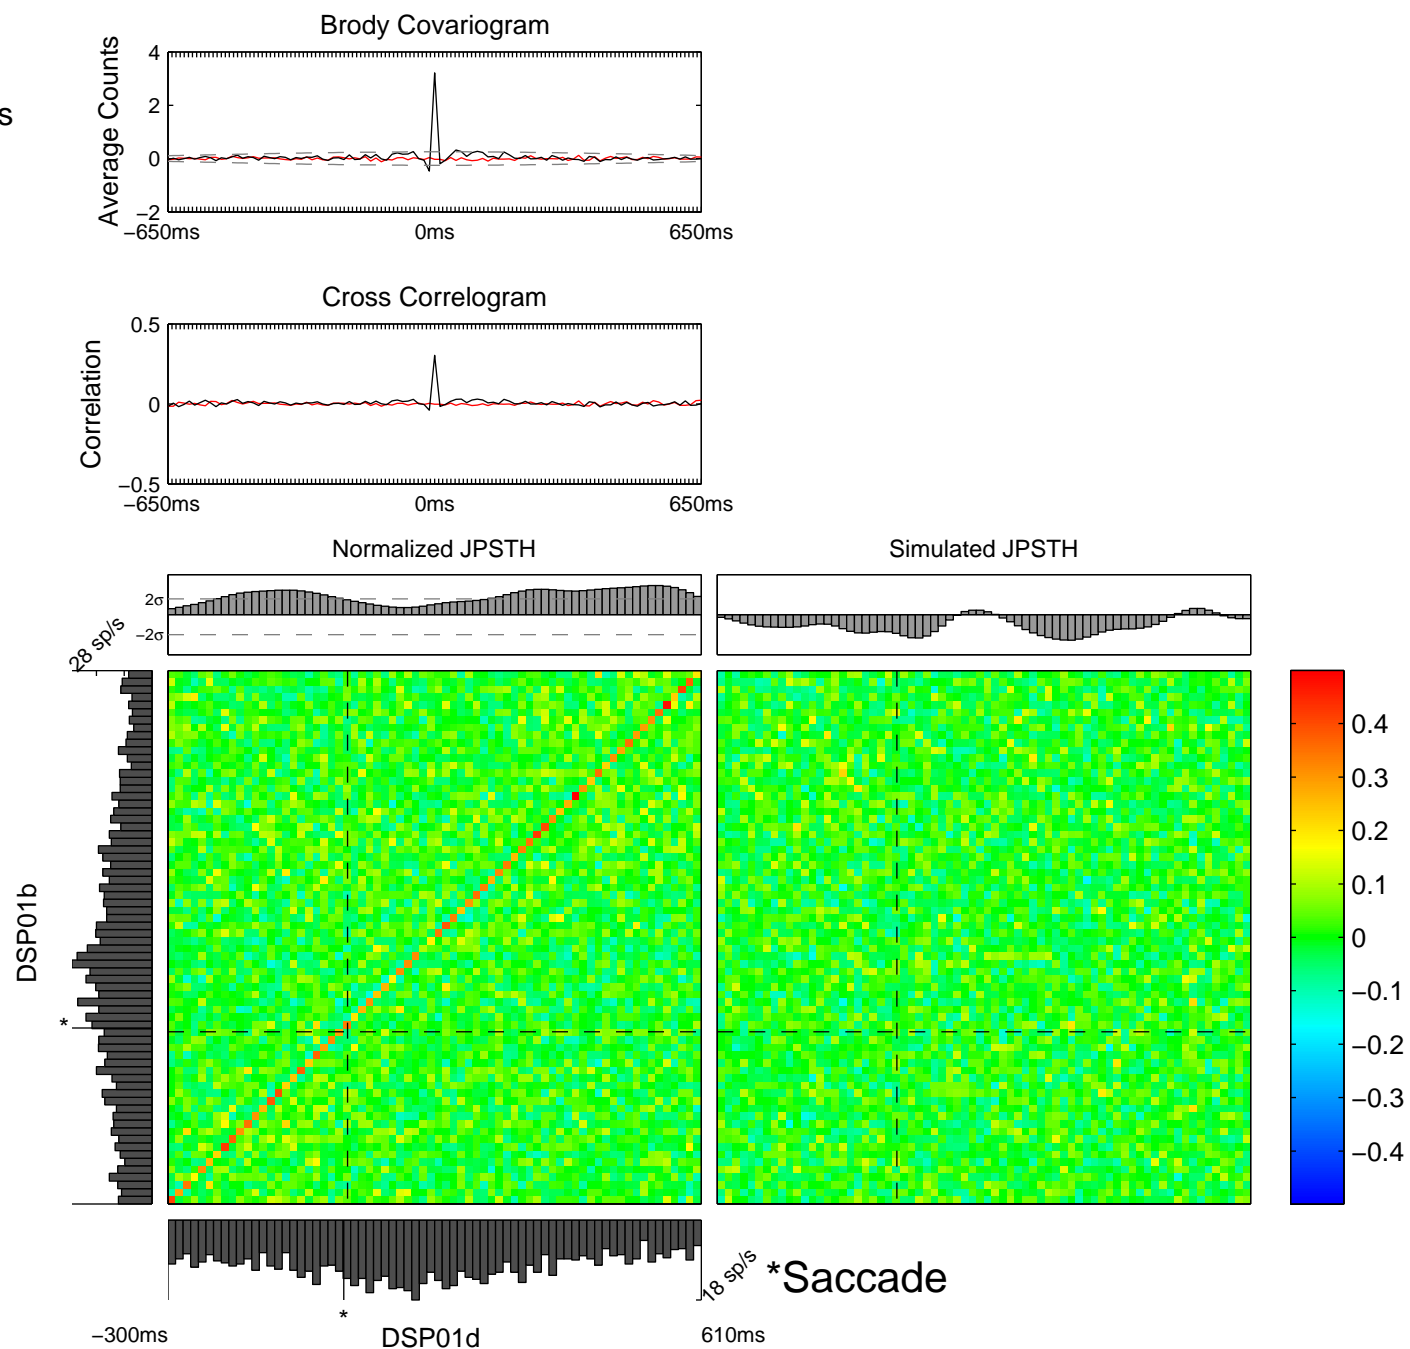 Brody Covariogram
s
Average Counts
4
2
0
−2
−650ms
0ms
650ms
Cross Correlogram
Correlation
0.5
0
−0.5
−650ms
0ms
650ms
Normalized JPSTH
Simulated JPSTH
2σ
−2σ
28 sp/s
DSP01b
*
0.4
0.3
0.2
0.1
0
−0.1
−0.2
−0.3
−0.4
18 sp/s
*Saccade
*
−300ms
DSP01d
610ms